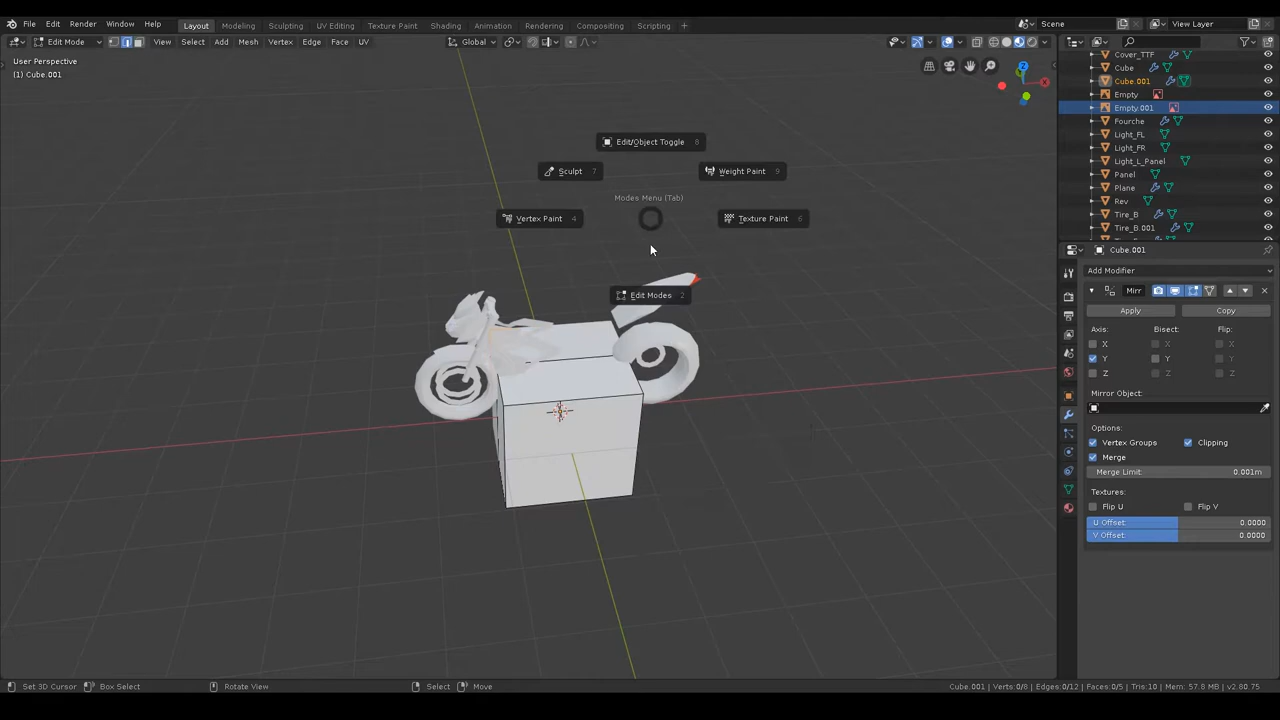 File Edit Render Window Help Layout Modeling Sculpting UV Editing Texture Paint Shading Animation Rendering Compositing Scripting + Scene View Layer
Edit Mode View Select Add Mesh Vertex Edge Face UV Global
User Perspective
(1) Cube.001
Cover_TTF
Cube
Cube.001
Empty
Empty.001
Fourche
Light_FL
Light_FR
Light_L_Panel
Panel
Plane
Rev
Tire_B
Tire_B.001
Edit/Object Toggle 8
Sculpt 7
Weight Paint 9
Modes Menu (Tab)
Vertex Paint 4
Texture Paint 6
Edit Modes 2
Z
X
Cube.001
Add Modifier
Mirr
Apply Copy
Axis: Bisect: Flip:
X X X
Y Y Y
Z Z Z
Mirror Object:
Options:
Vertex Groups Clipping
Merge
Merge Limit: 0.001m
Textures:
Flip U Flip V
U Offset: 0.0000
V Offset: 0.0000
Set 3D Cursor Box Select Rotate View Select Move Cube.001 | Verts:0/8 | Edges:0/12 | Faces:0/5 | Tris:10 | Mem: 57.8 MB | v2.80.75